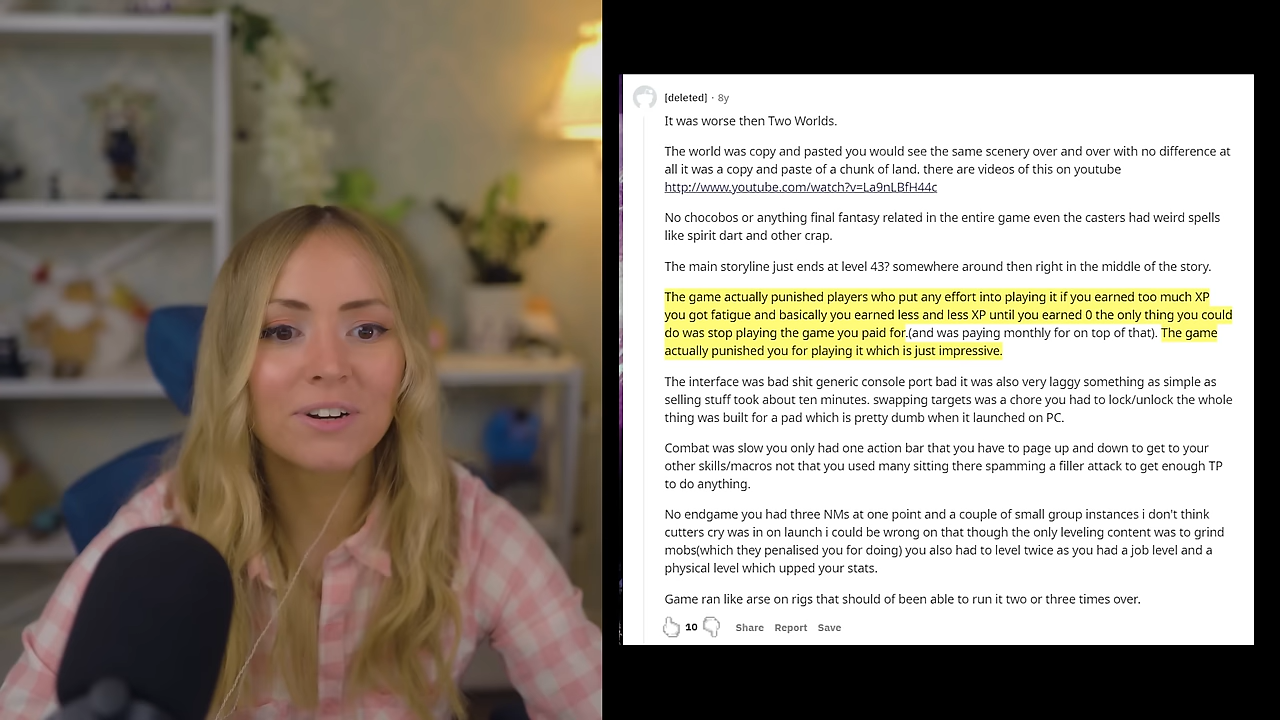 [deleted] · 8y
It was worse then Two Worlds.
The world was copy and pasted you would see the same scenery over and over with no difference at
all it was a copy and paste of a chunk of land. there are videos of this on youtube
http://www.youtube.com/watch?v=La9nLBfH44c
No chocobos or anything final fantasy related in the entire game even the casters had weird spells
like spirit dart and other crap.
The main storyline just ends at level 43? somewhere around then right in the middle of the story.
The game actually punished players who put any effort into playing it if you earned too much XP
you got fatigue and basically you earned less and less XP until you earned 0 the only thing you could
do was stop playing the game you paid for.(and was paying monthly for on top of that). The game
actually punished you for playing it which is just impressive.
The interface was bad shit generic console port bad it was also very laggy something as simple as
selling stuff took about ten minutes. swapping targets was a chore you had to lock/unlock the whole
thing was built for a pad which is pretty dumb when it launched on PC.
Combat was slow you only had one action bar that you have to page up and down to get to your
other skills/macros not that you used many sitting there spamming a filler attack to get enough TP
to do anything.
No endgame you had three NMs at one point and a couple of small group instances i don't think
cutters cry was in on launch i could be wrong on that though the only leveling content was to grind
mobs(which they penalised you for doing) you also had to level twice as you had a job level and a
physical level which upped your stats.
Game ran like arse on rigs that should of been able to run it two or three times over.
10 Share Report Save